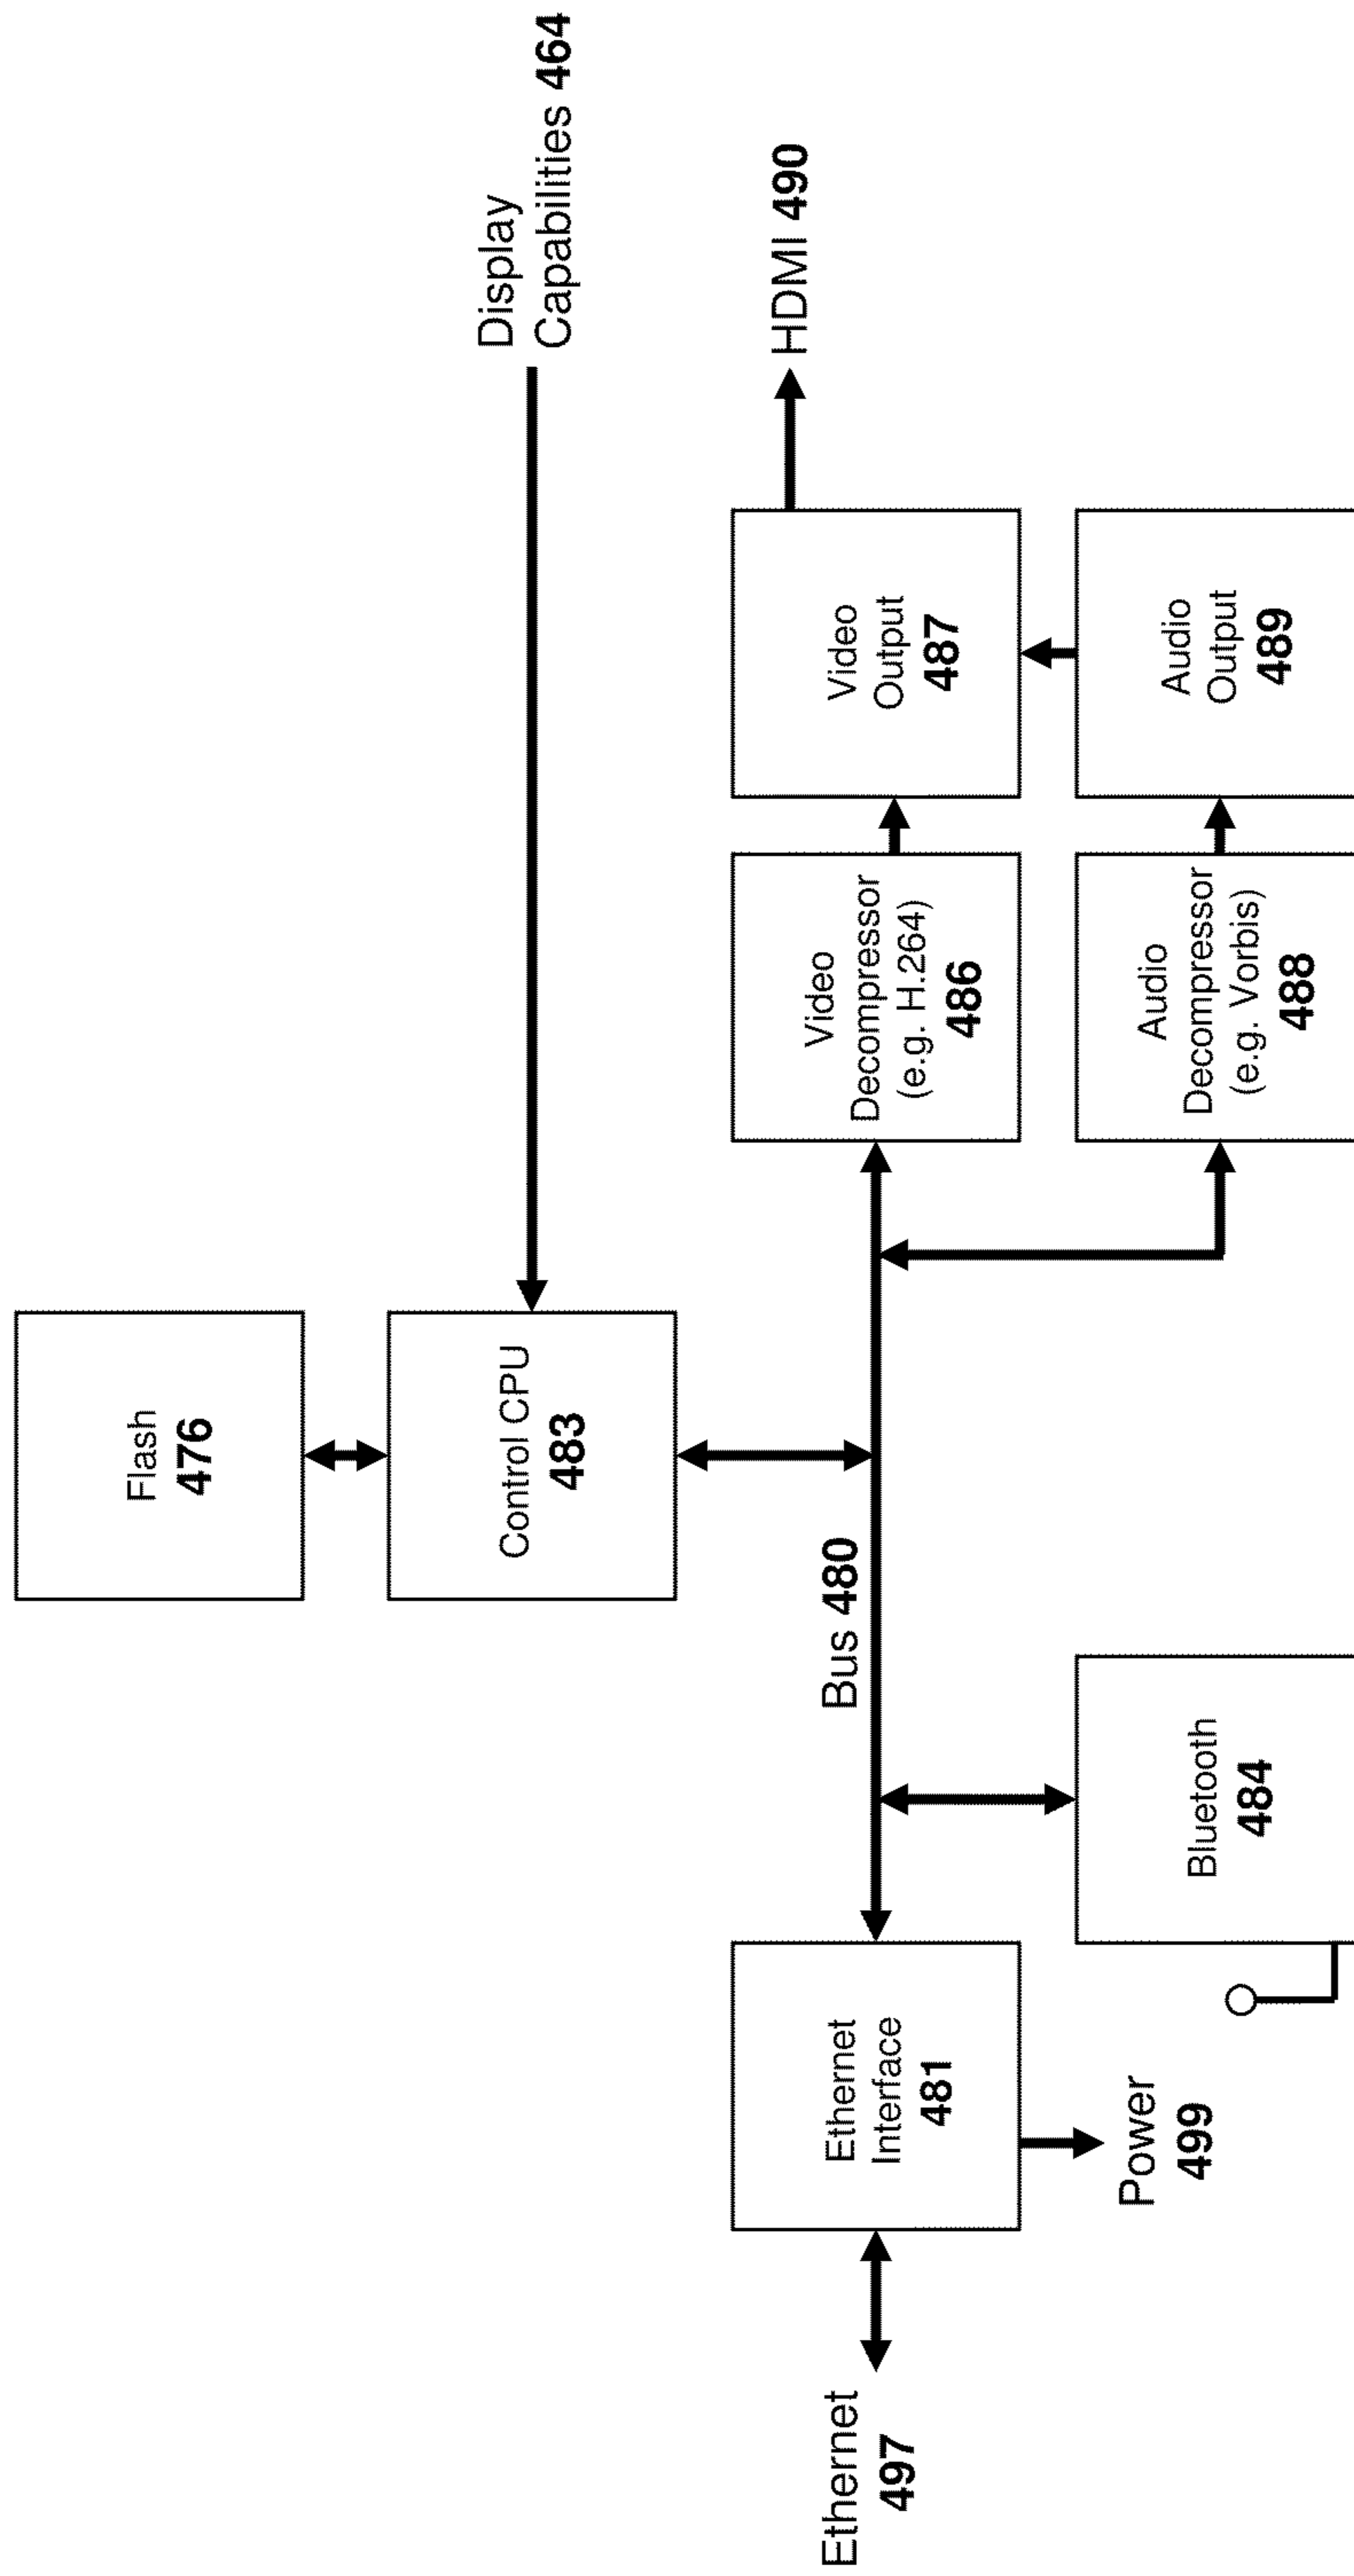 Flash
476
Control CPU
483
Display
Capabilities 464
Ethernet
497
Ethernet
Interface
481
Bus 480
Video
Decompressor
(e.g. H.264)
486
Video
Output
487
HDMI 490
Power
499
Bluetooth
484
Audio
Decompressor
(e.g. Vorbis)
488
Audio
Output
489